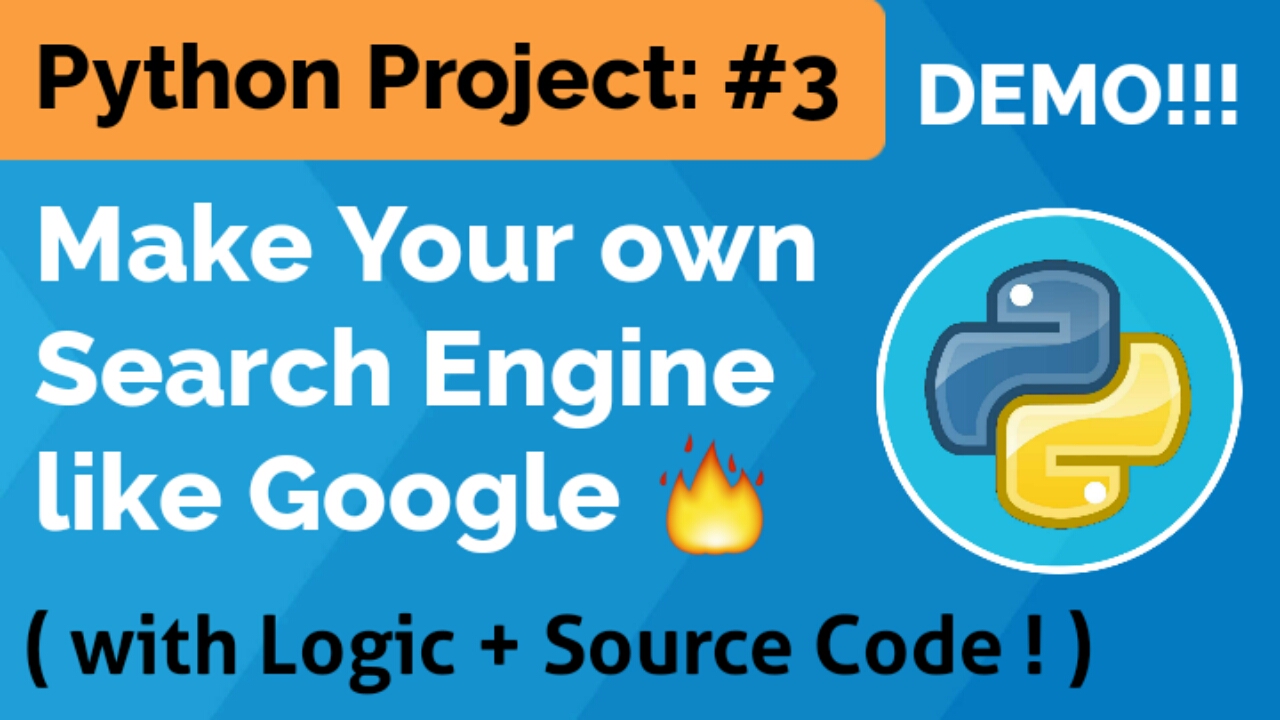 Python Project: #3
DEMO!!!
Make Your own
Search Engine
like Google 🔥
( with Logic + Source Code ! )